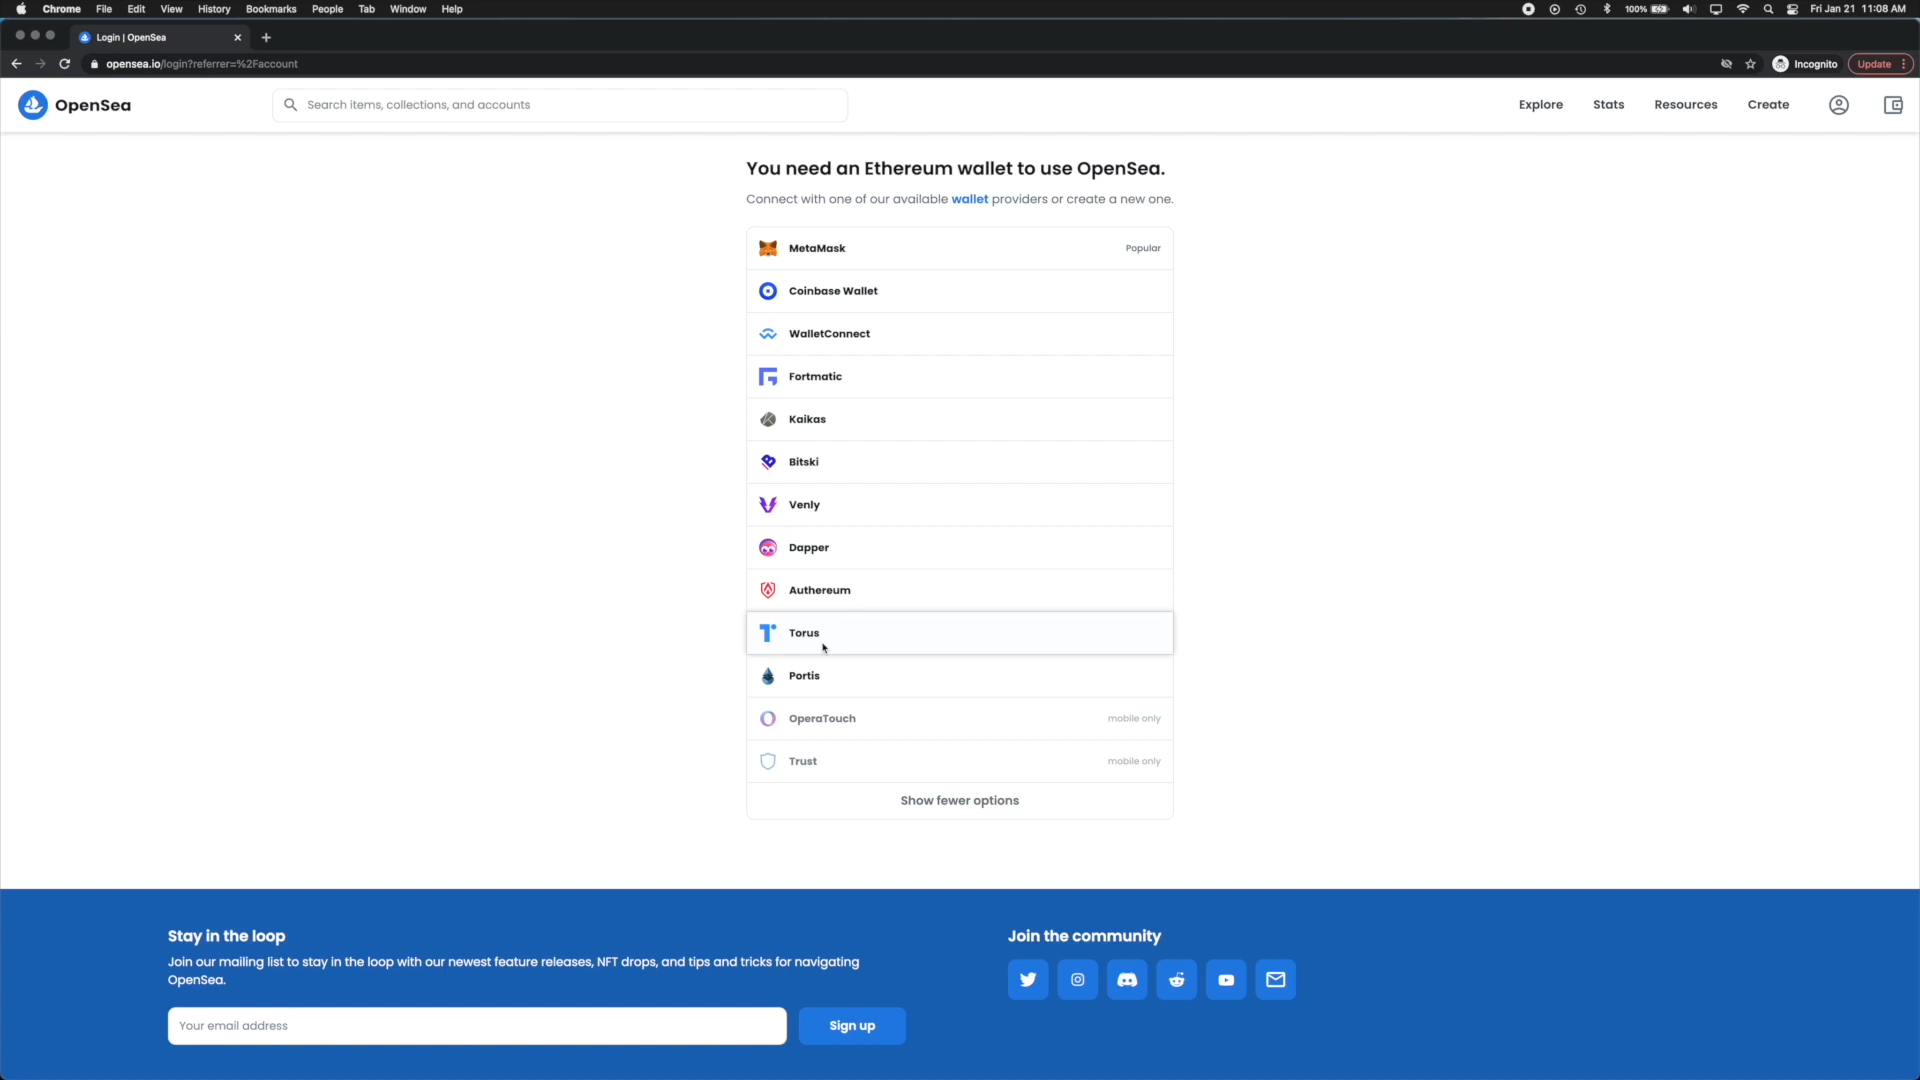 Chrome File Edit View History Bookmarks People Tab Window Help 100% Fri Jan 21 11:08 AM
Login | OpenSea
opensea.io/login?referrer=%2Faccount Incognito Update
OpenSea Search items, collections, and accounts Explore Stats Resources Create
You need an Ethereum wallet to use OpenSea.
Connect with one of our available wallet providers or create a new one.
MetaMask Popular
Coinbase Wallet
WalletConnect
Fortmatic
Kaikas
Bitski
Venly
Dapper
Authereum
Torus
Portis
OperaTouch mobile only
Trust mobile only
Show fewer options
Stay in the loop Join the community
Join our mailing list to stay in the loop with our newest feature releases, NFT drops, and tips and tricks for navigating
OpenSea.
Your email address Sign up